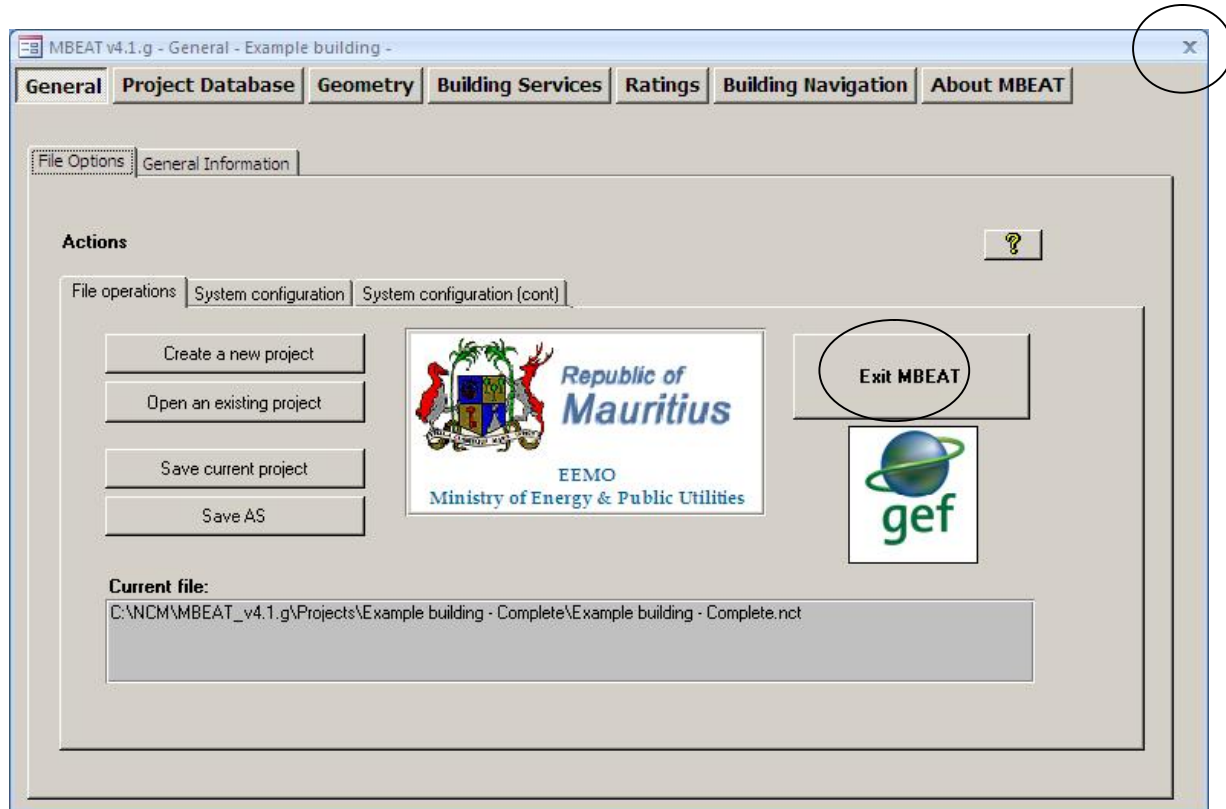 MBEAT v4.1.g - General - Example building -
x
General Project Database Geometry Building Services Ratings Building Navigation About MBEAT
File Options General Information
Actions
?
File operations System configuration System configuration (cont)
Create a new project
Open an existing project
Save current project
Save AS
Republic of
Mauritius
EEMO
Ministry of Energy & Public Utilities
Exit MBEAT
gef
Current file:
C:\NCM\MBEAT_v4.1.g\Projects\Example building - Complete\Example building - Complete.nct